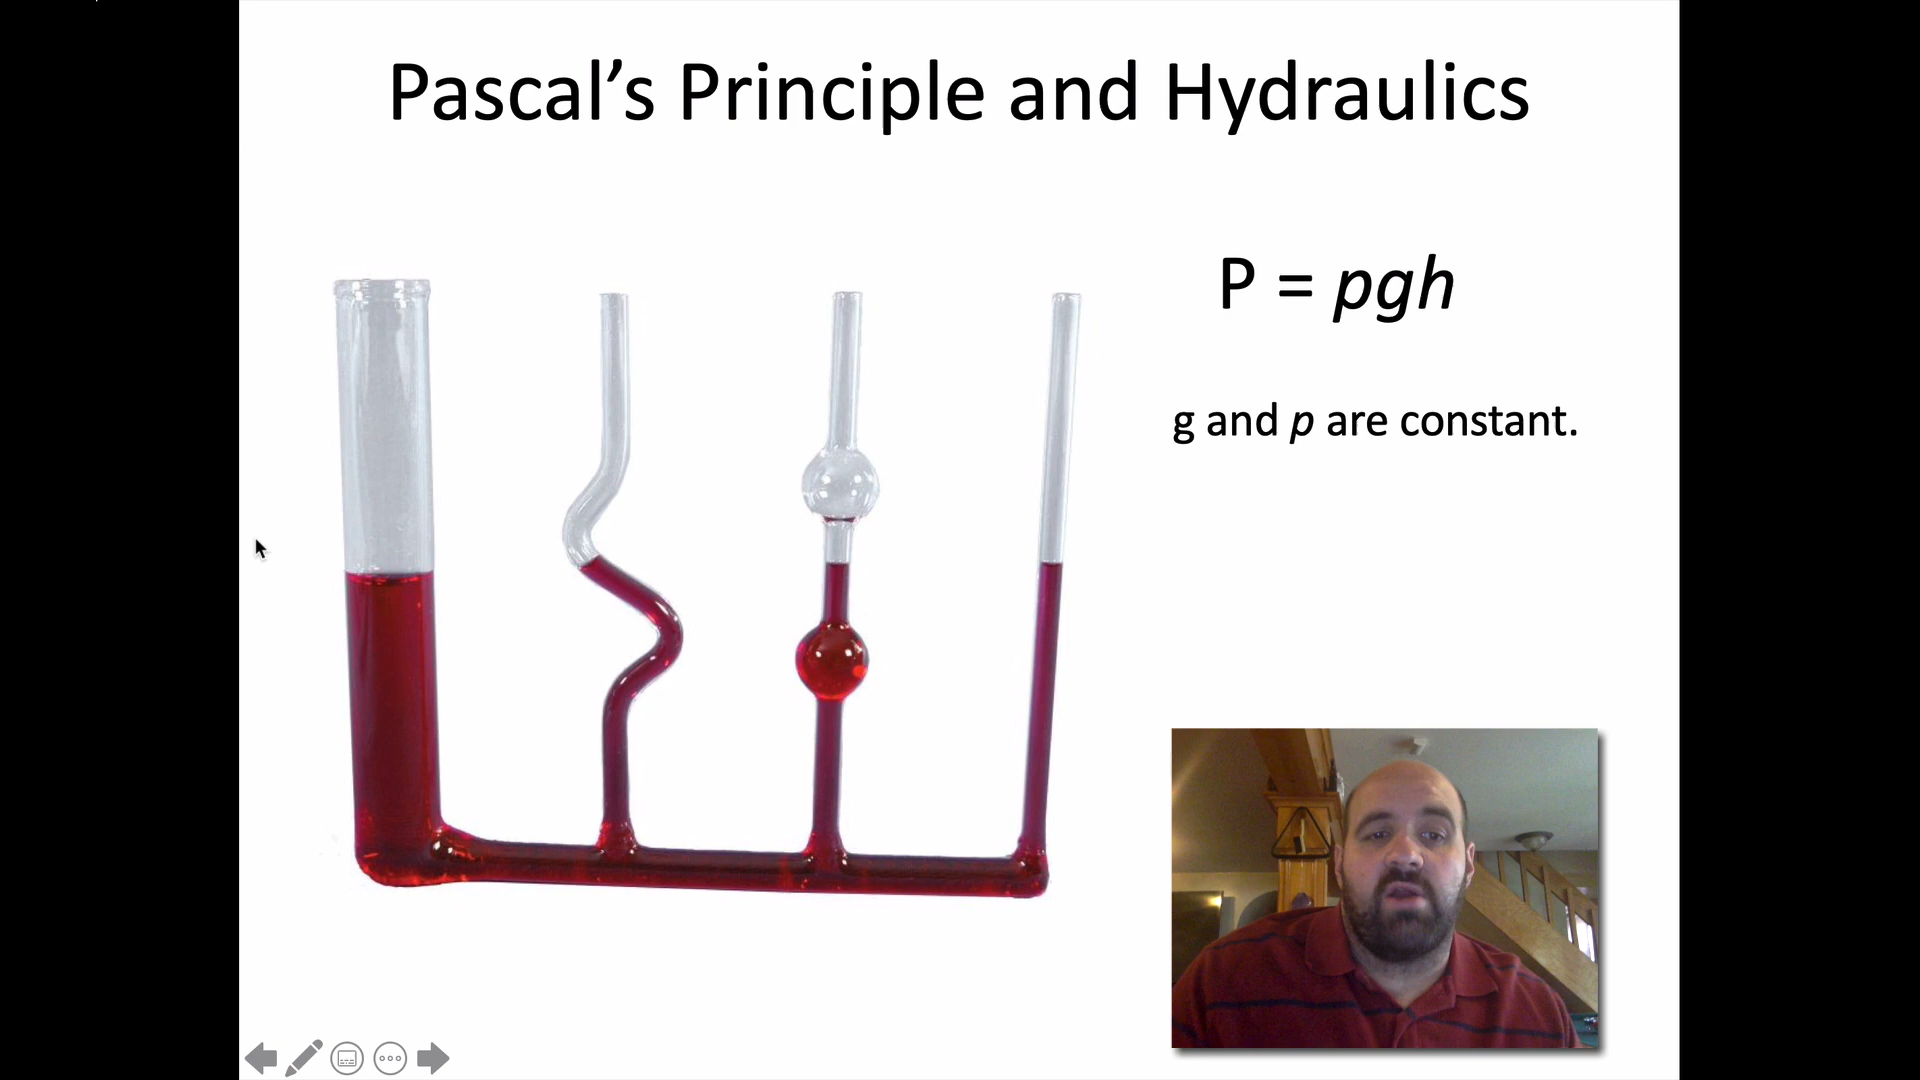 Pascal’s Principle and Hydraulics
P = pgh
g and p are constant.